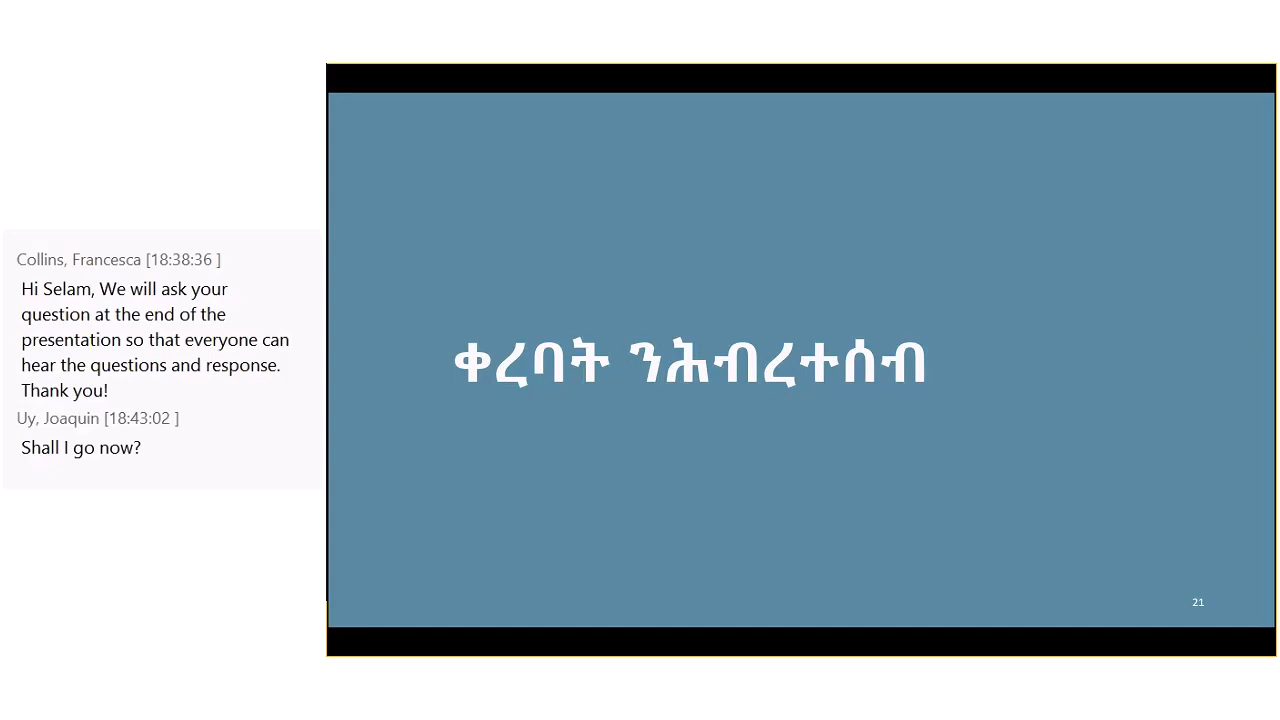 Collins, Francesca [18:38:36 ]
Hi Selam, We will ask your
question at the end of the
presentation so that everyone can
hear the questions and response.
Thank you!
Uy, Joaquin [18:43:02 ]
Shall I go now?
ቀረባት ንሕብረተሰብ
21